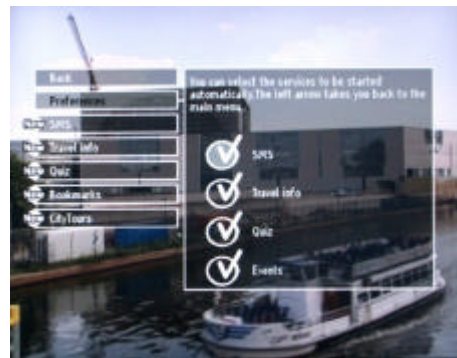 Back
Preferences
SMS
Travel info
Quiz
Bookmarks
CityTours
You can select the services to be started
automatically.The left arrow takes you back to the
main menu.
SMS
Travel info
Quiz
Events